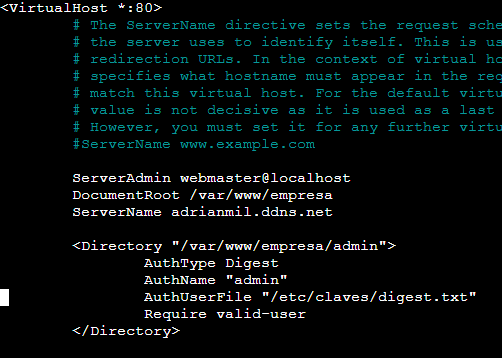 <VirtualHost *:80>
# The ServerName directive sets the request sche
# the server uses to identify itself. This is us
# redirection URLs. In the context of virtual ho
# specifies what hostname must appear in the req
# match this virtual host. For the default virtu
# value is not decisive as it is used as a last
# However, you must set it for any further virtu
#ServerName www.example.com
ServerAdmin webmaster@localhost
DocumentRoot /var/www/empresa
ServerName adrianmil.ddns.net
<Directory "/var/www/empresa/admin">
AuthType Digest
AuthName "admin"
AuthUserFile "/etc/claves/digest.txt"
Require valid-user
</Directory>